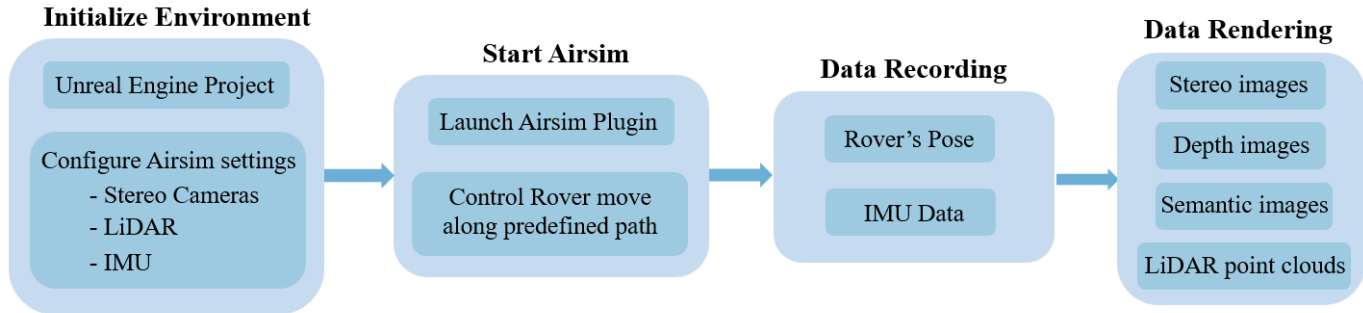 Initialize Environment
Unreal Engine Project
Configure Airsim settings
- Stereo Cameras
- LiDAR
- IMU
Start Airsim
Launch Airsim Plugin
Control Rover move
along predefined path
Data Recording
Rover's Pose
IMU Data
Data Rendering
Stereo images
Depth images
Semantic images
LiDAR point clouds